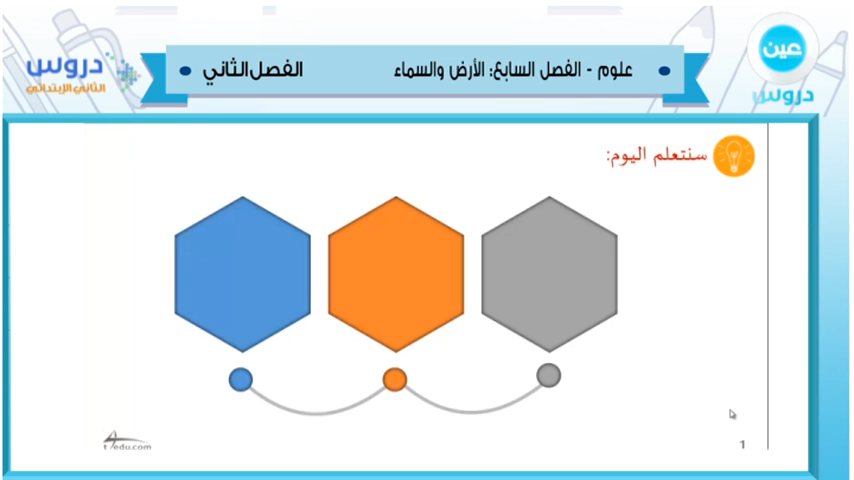 عين
دروس
علوم - الفصل السابع: الأرض والسماء
الفصل الثاني
دروس
الثاني الإبتدائي
سنتعلم اليوم:
t4edu.com
1